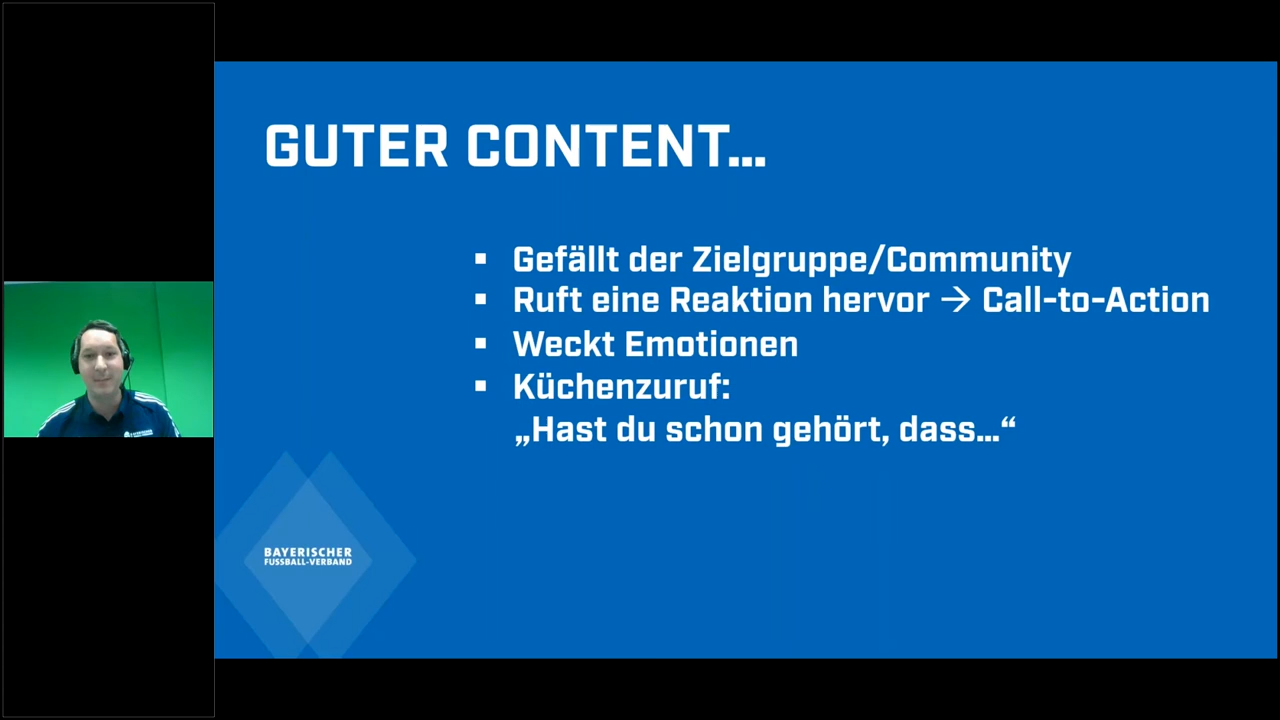 GUTER CONTENT...
▪ Gefällt der Zielgruppe/Community
▪ Ruft eine Reaktion hervor → Call-to-Action
▪ Weckt Emotionen
▪ Küchenzuruf:
„Hast du schon gehört, dass...“
BAYERISCHER
FUSSBALL-VERBAND